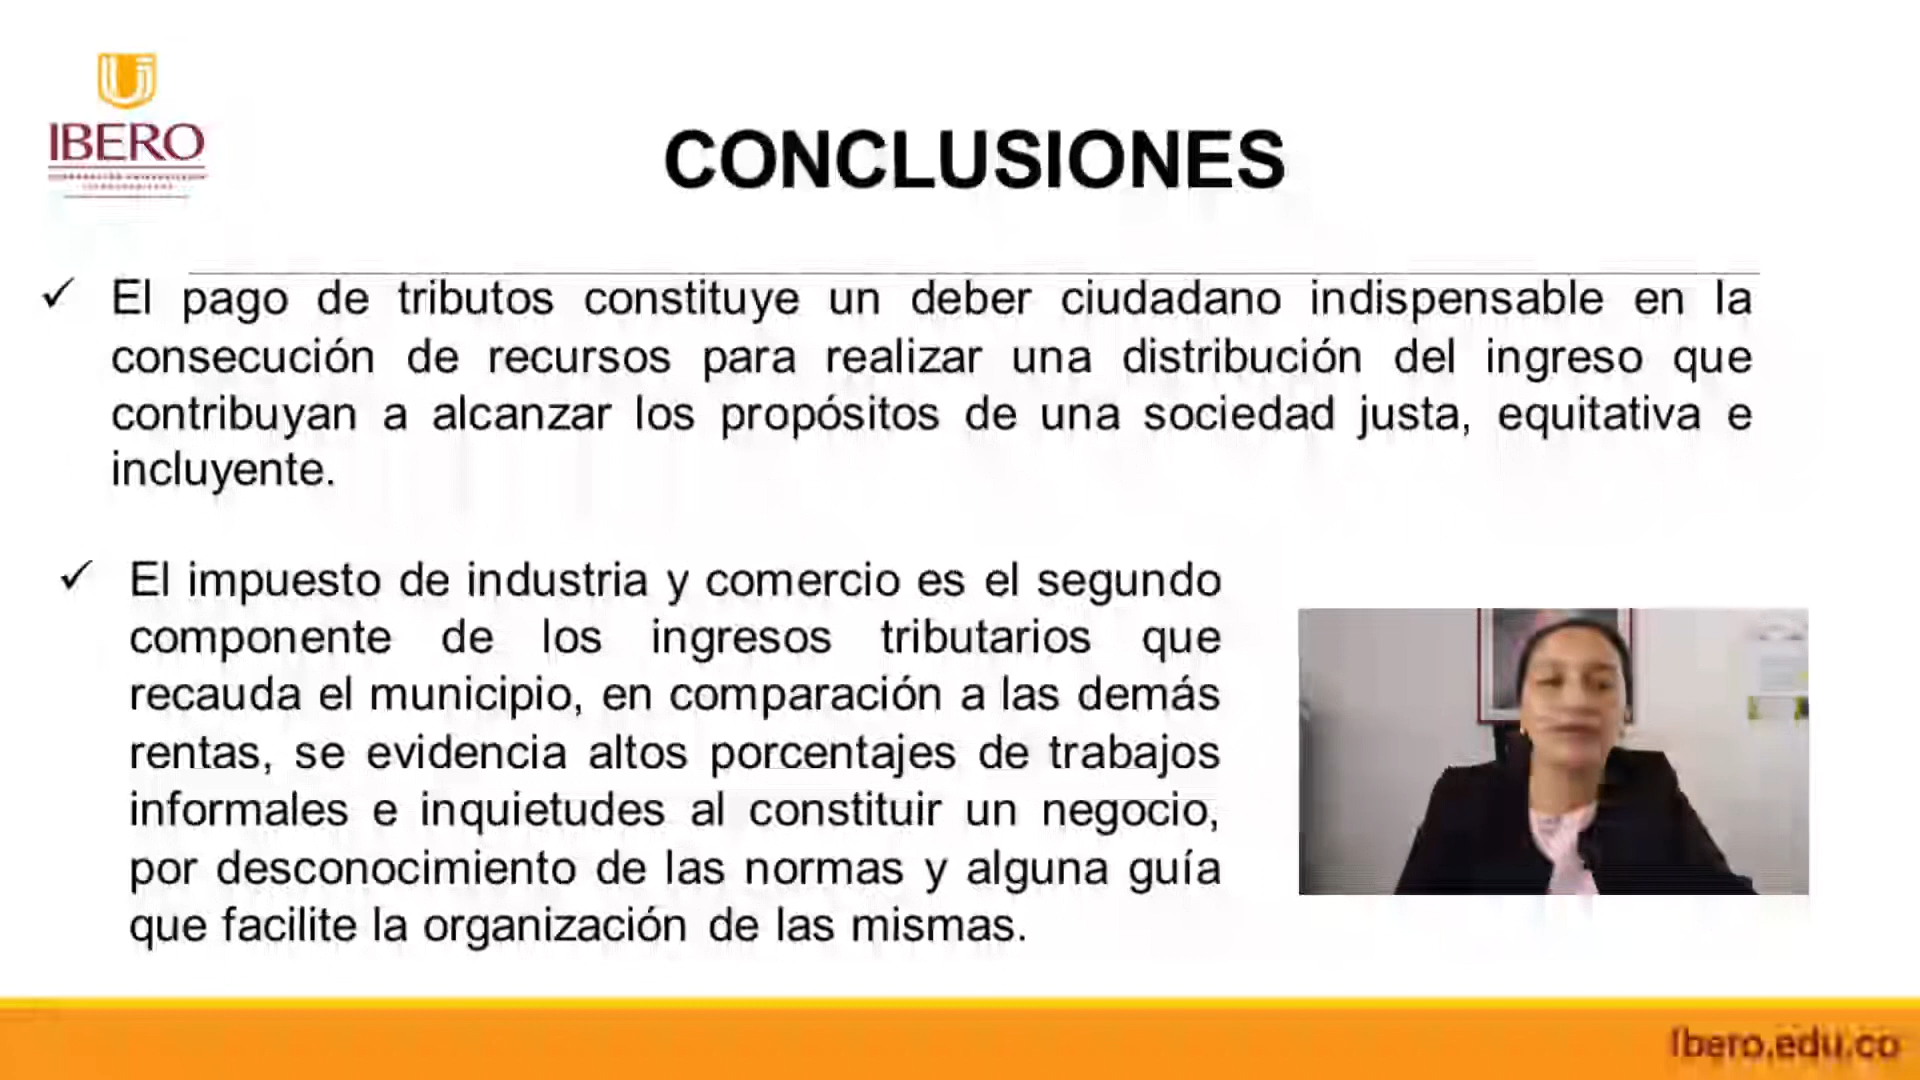 IBERO
CONCLUSIONES
✓ El pago de tributos constituye un deber ciudadano indispensable en la
consecución de recursos para realizar una distribución del ingreso que
contribuyan a alcanzar los propósitos de una sociedad justa, equitativa e
incluyente.
✓ El impuesto de industria y comercio es el segundo
componente de los ingresos tributarios que
recauda el municipio, en comparación a las demás
rentas, se evidencia altos porcentajes de trabajos
informales e inquietudes al constituir un negocio,
por desconocimiento de las normas y alguna guía
que facilite la organización de las mismas.
Ibero.edu.co